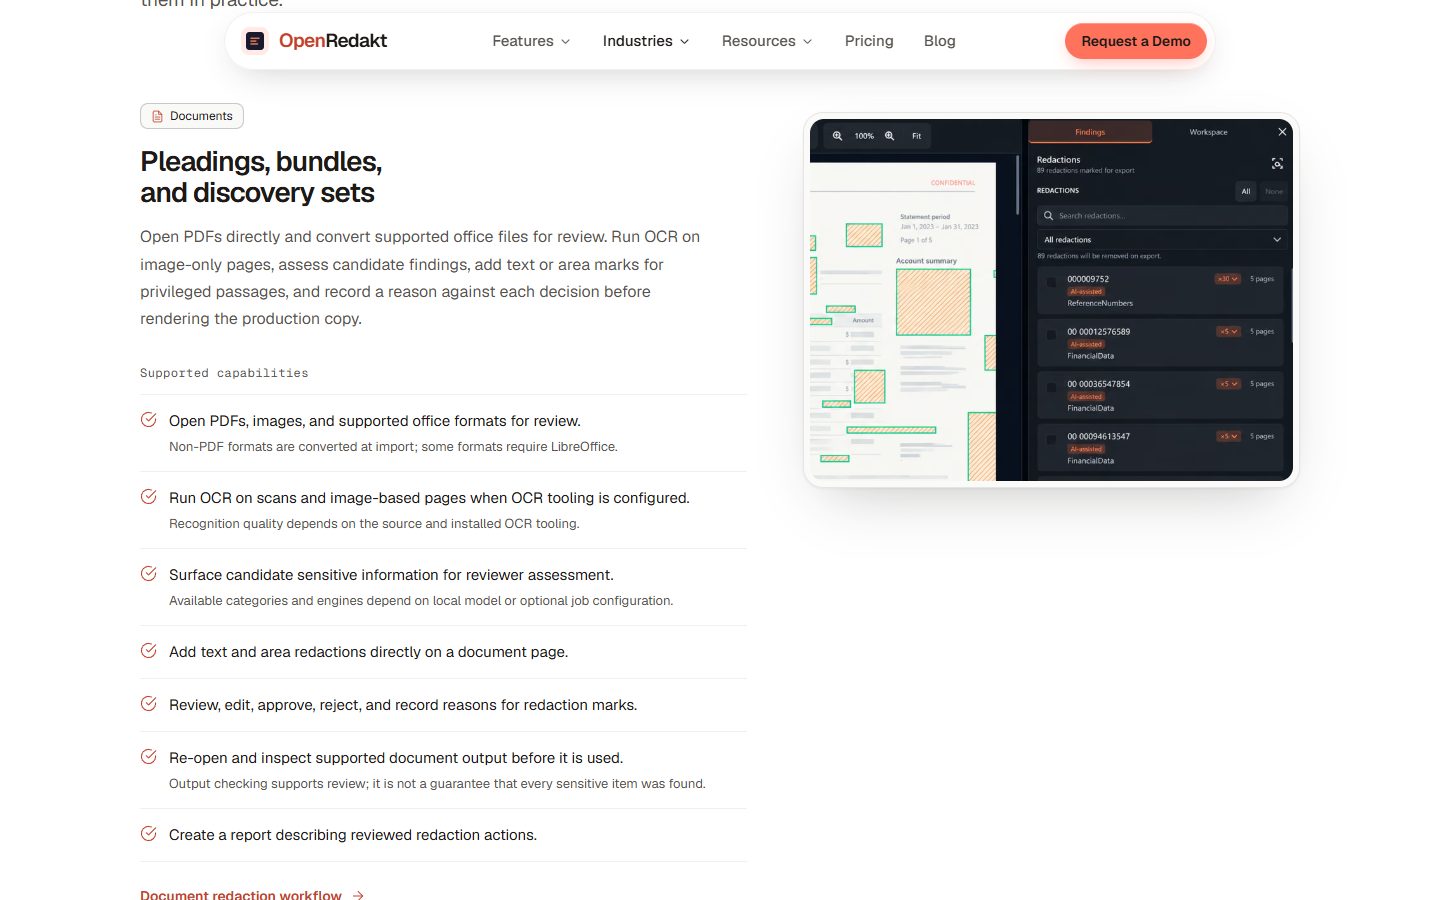 them in practice.
OpenRedakt
Features
Industries
Resources
Pricing
Blog
Request a Demo
Documents
Pleadings, bundles,
and discovery sets
Open PDFs directly and convert supported office files for review. Run OCR on
image-only pages, assess candidate findings, add text or area marks for
privileged passages, and record a reason against each decision before
rendering the production copy.
Supported capabilities
Open PDFs, images, and supported office formats for review.
Non-PDF formats are converted at import; some formats require LibreOffice.
Run OCR on scans and image-based pages when OCR tooling is configured.
Recognition quality depends on the source and installed OCR tooling.
Surface candidate sensitive information for reviewer assessment.
Available categories and engines depend on local model or optional job configuration.
Add text and area redactions directly on a document page.
Review, edit, approve, reject, and record reasons for redaction marks.
Re-open and inspect supported document output before it is used.
Output checking supports review; it is not a guarantee that every sensitive item was found.
Create a report describing reviewed redaction actions.
Document redaction workflow
100%
Fit
CONFIDENTIAL
Statement period
Jan 1, 2023 – Jan 31, 2023
Page 1 of 5
Account summary
Amount
$
$
$
$
$
Findings
Workspace
Redactions
89 redactions marked for export
REDACTIONS
All
None
Search redactions...
All redactions
89 redactions will be removed on export.
000009752
×30
5 pages
AI-assisted
ReferenceNumbers
00 00012576589
×5
5 pages
AI-assisted
FinancialData
00 00036547854
×5
5 pages
AI-assisted
FinancialData
00 00094613547
×5
5 pages
AI-assisted
FinancialData